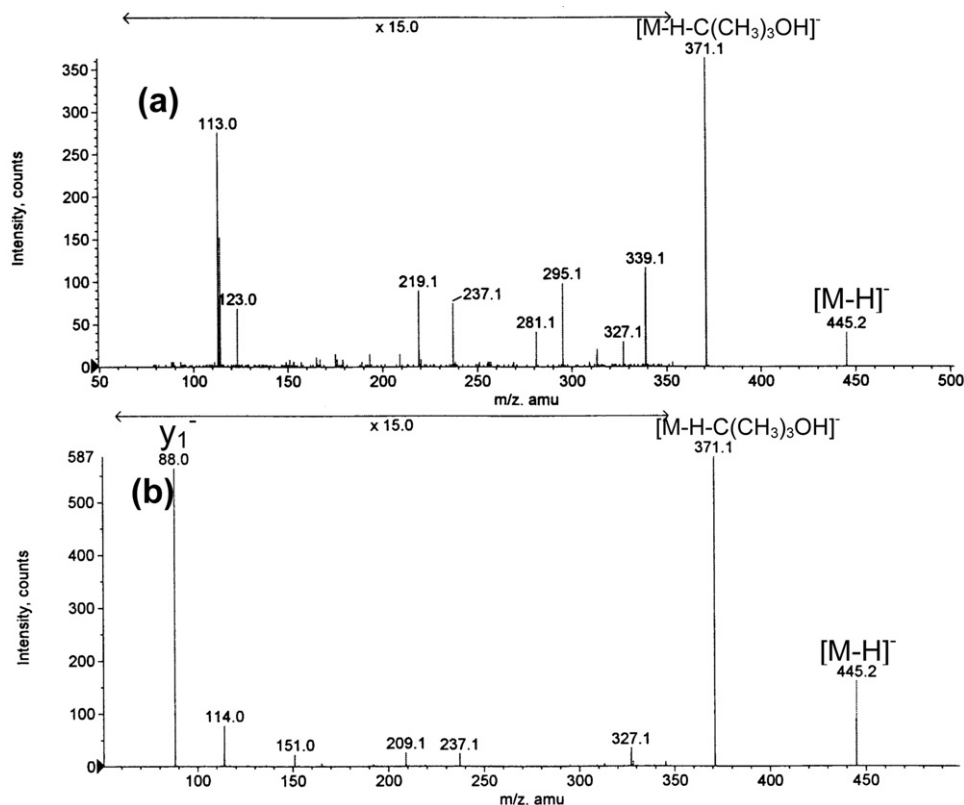 x 15.0
[M-H-C(CH₃)₃OH]⁻
371.1
350
(a)
300
113.0
250
200
Intensity, counts
150
339.1
100
295.1
219.1
237.1
[M-H]⁻
123.0
50
281.1
327.1
445.2
0
50 100 150 200 250 300 350 400 450 500
m/z. amu
x 15.0
y₁⁻
[M-H-C(CH₃)₃OH]⁻
587
88.0
371.1
(b)
500
400
300
Intensity, counts
200
[M-H]⁻
445.2
100
114.0
151.0
209.1
237.1
327.1
0
100 150 200 250 300 350 400 450
m/z. amu